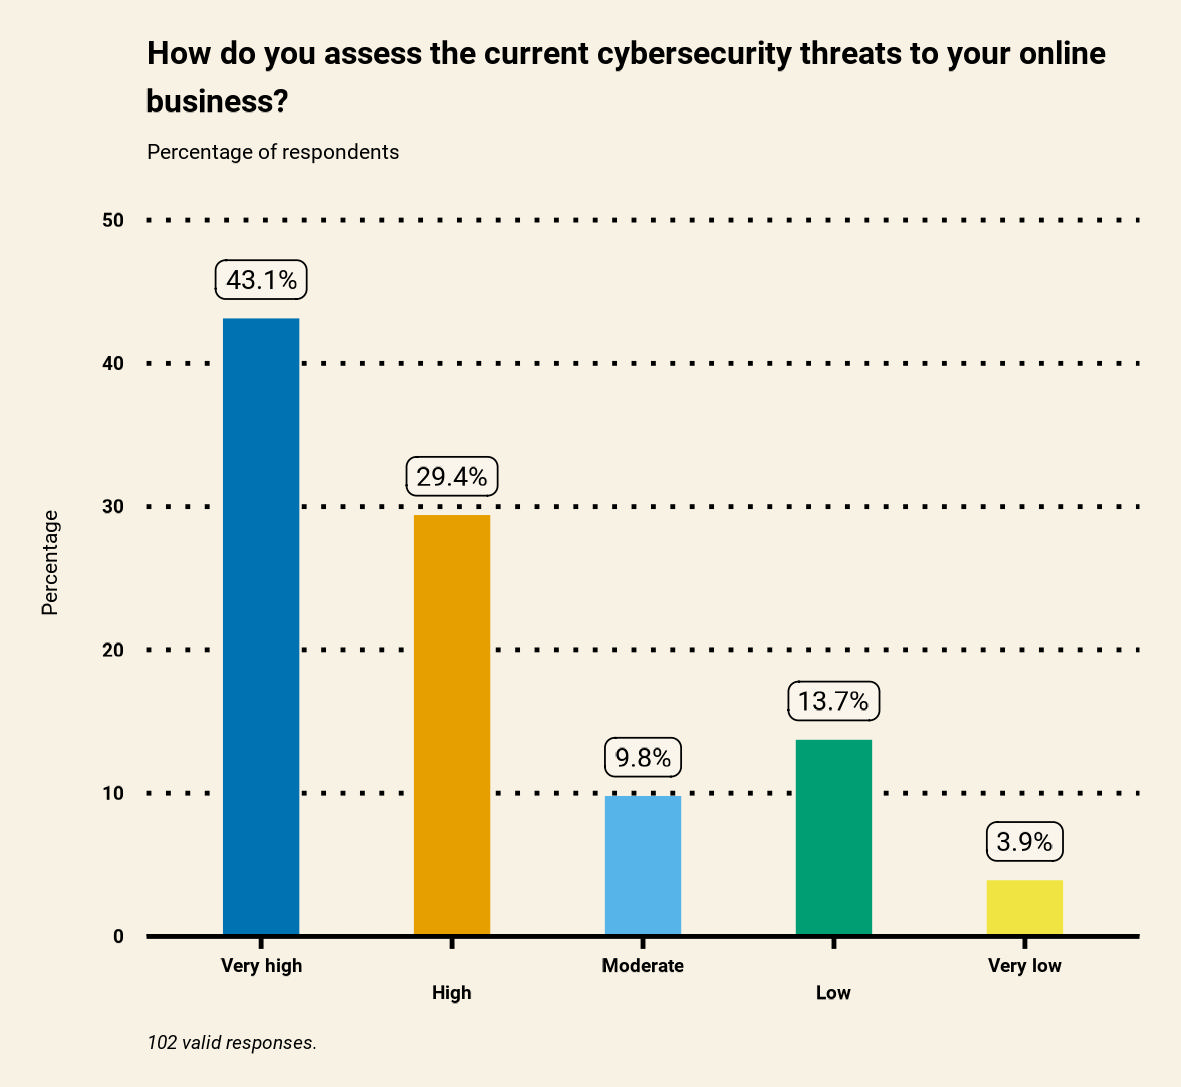 How do you assess the current cybersecurity threats to your online
business?
Percentage of respondents
50
43.1%
40
29.4%
30
Percentage
20
13.7%
9.8%
10
3.9%
0
Very high
Moderate
Very low
High
Low
102 valid responses.